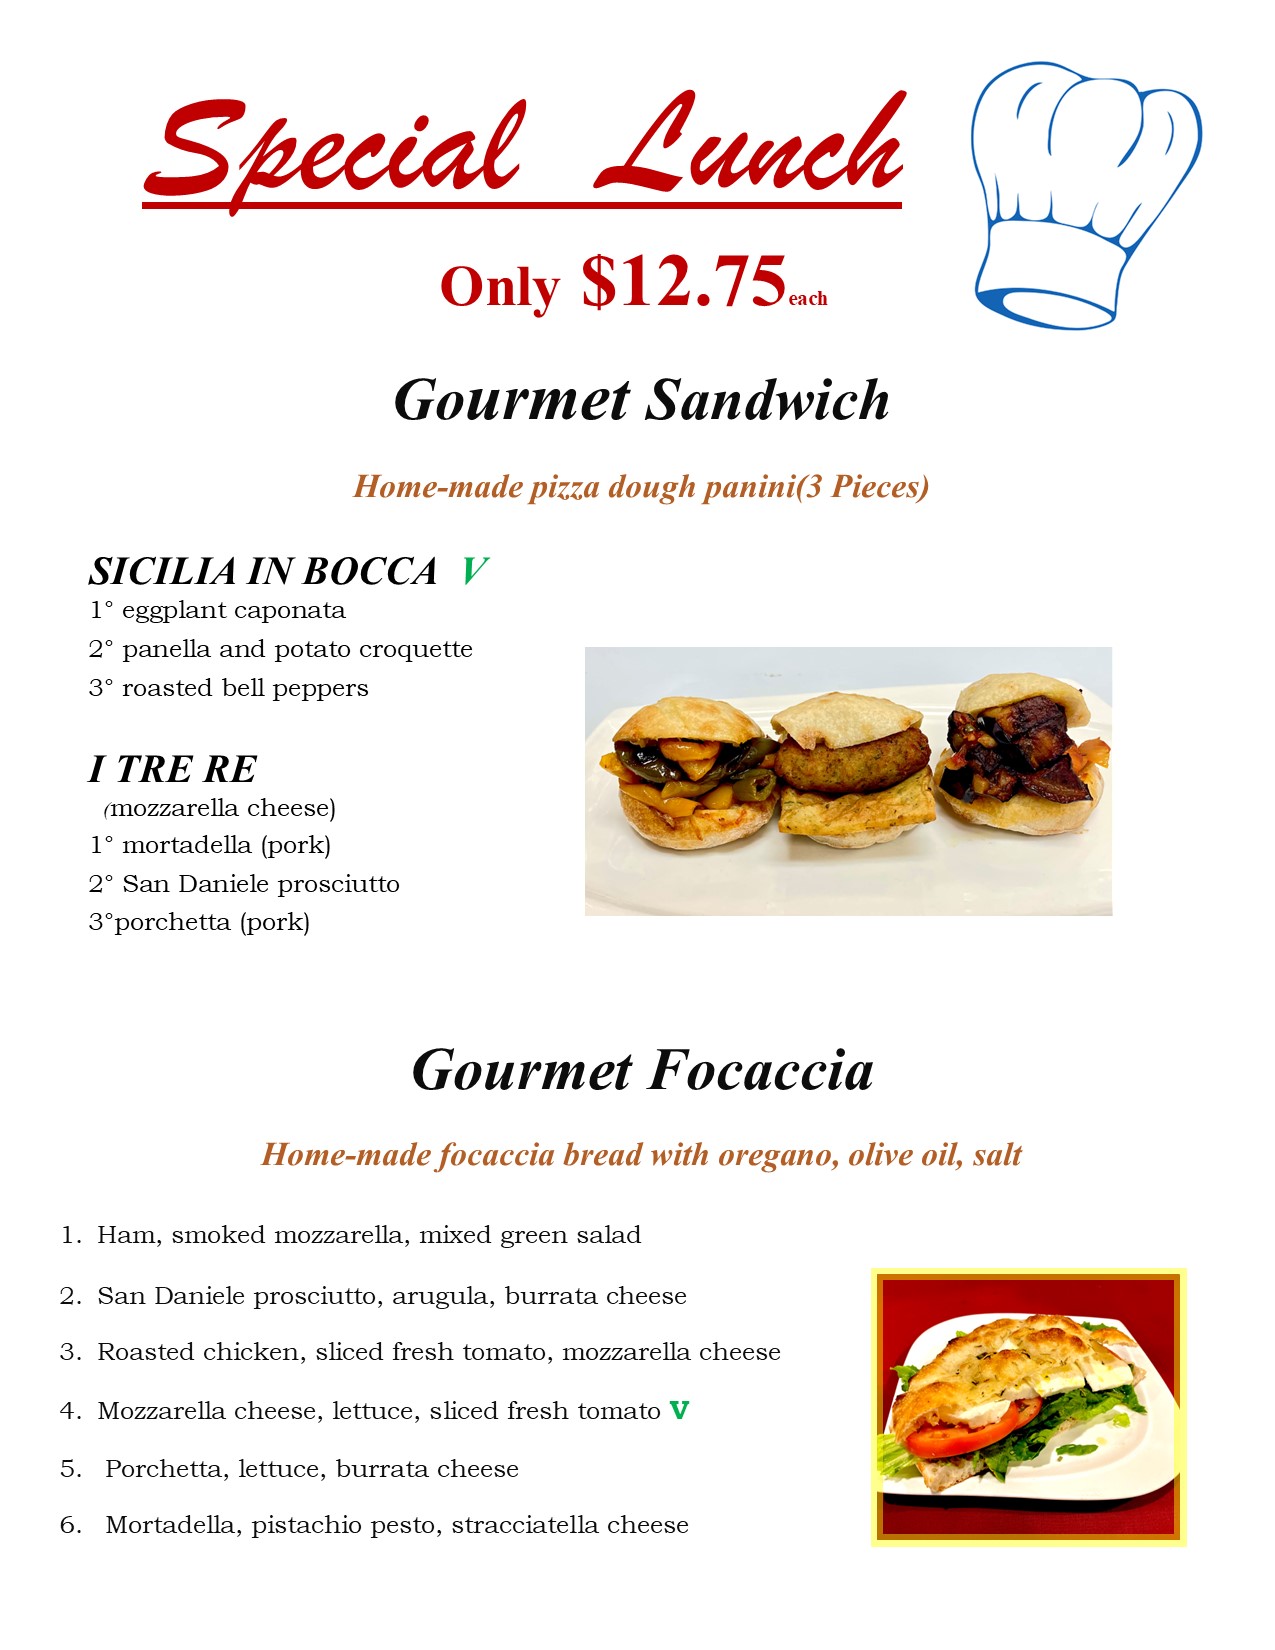 Special Lunch
Only $12.75each
Gourmet Sandwich
Home-made pizza dough panini(3 Pieces)
SICILIA IN BOCCA V
1° eggplant caponata
2° panella and potato croquette
3° roasted bell peppers
I TRE RE
(mozzarella cheese)
1° mortadella (pork)
2° San Daniele prosciutto
3°porchetta (pork)
Gourmet Focaccia
Home-made focaccia bread with oregano, olive oil, salt
1. Ham, smoked mozzarella, mixed green salad
2. San Daniele prosciutto, arugula, burrata cheese
3. Roasted chicken, sliced fresh tomato, mozzarella cheese
4. Mozzarella cheese, lettuce, sliced fresh tomato V
5. Porchetta, lettuce, burrata cheese
6. Mortadella, pistachio pesto, stracciatella cheese